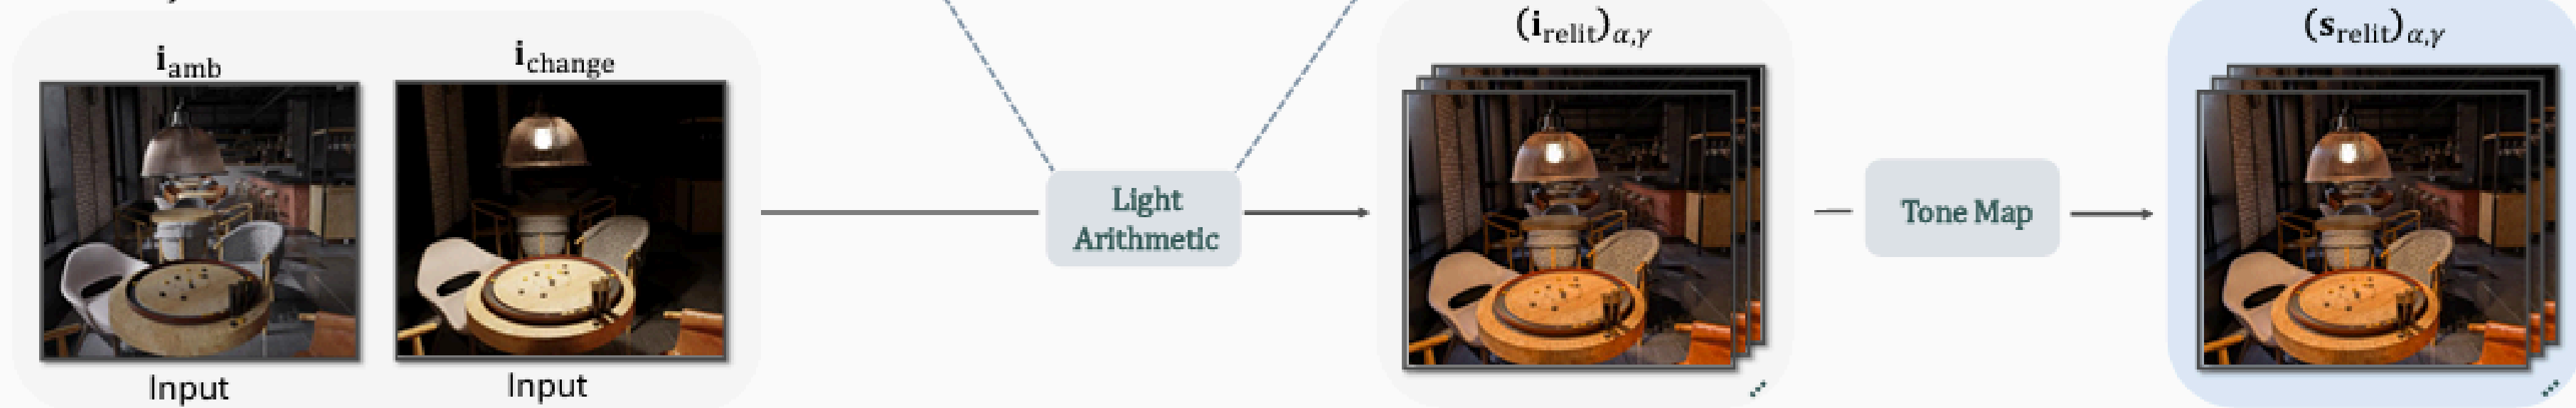 i_amb
i_change
Input
Input
Light
Arithmetic
(i_relit)_α,γ
Tone Map
(s_relit)_α,γ